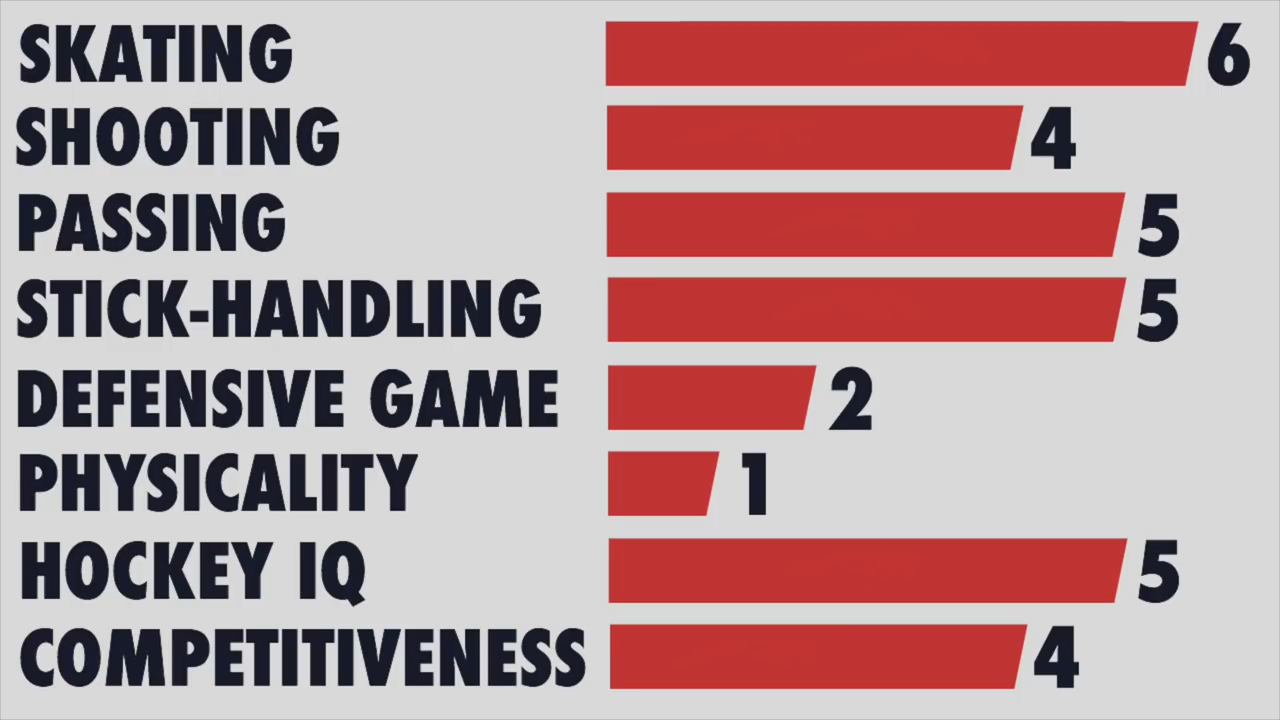 SKATING 6
SHOOTING 4
PASSING 5
STICK-HANDLING 5
DEFENSIVE GAME 2
PHYSICALITY 1
HOCKEY IQ 5
COMPETITIVENESS 4